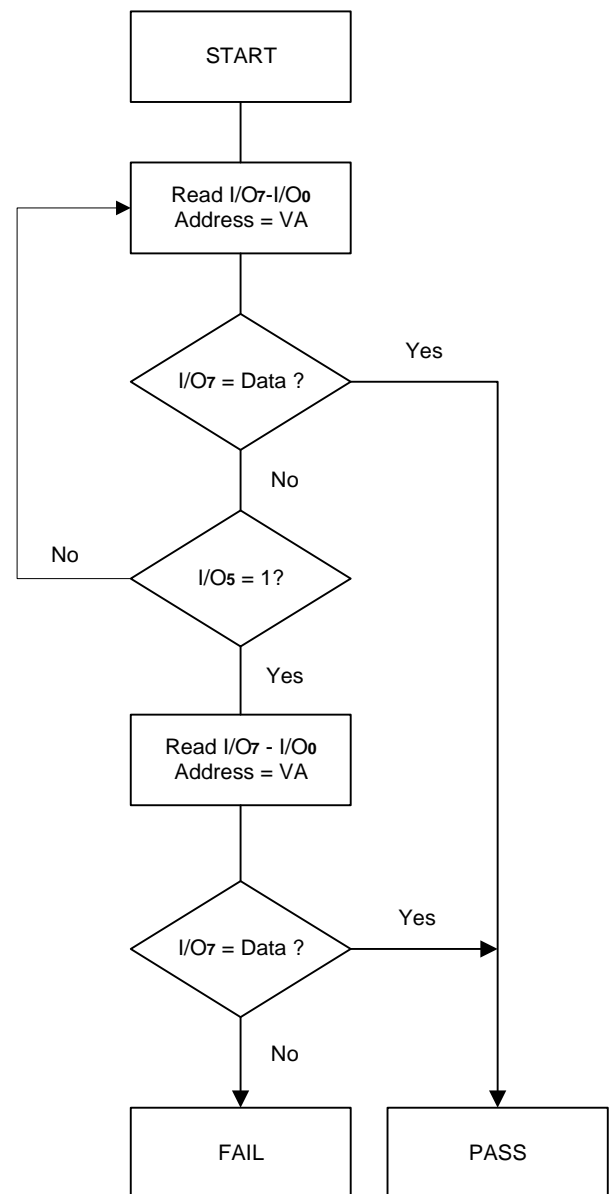 START
Read I/O7-I/O0
Address = VA
I/O7 = Data ?
Yes
No
I/O5 = 1?
No
Yes
Read I/O7 - I/O0
Address = VA
I/O7 = Data ?
Yes
No
FAIL
PASS